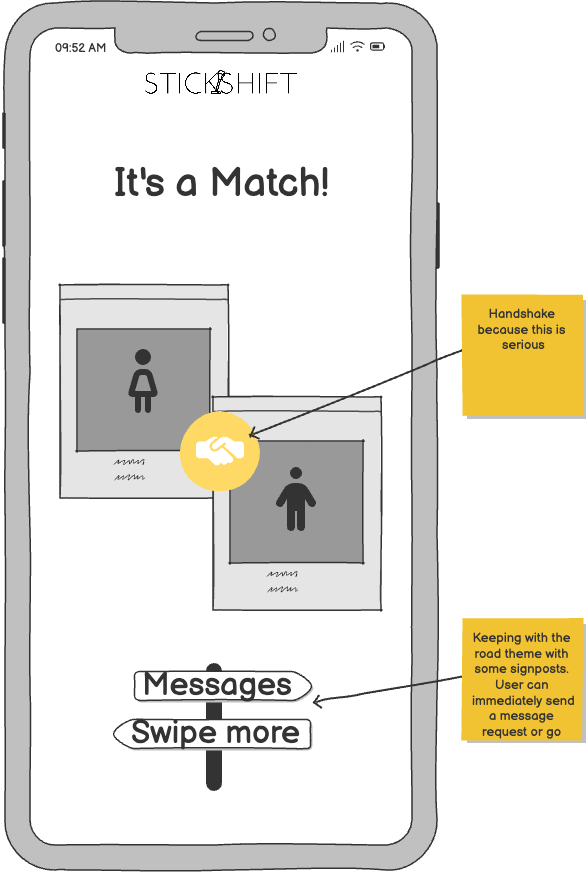 09:52 AM
STICKSHIFT
It's a Match!
Handshake
because this is
serious
Messages
Swipe more
Keeping with the
road theme with
some signposts.
User can
immediately send
a message
request or go